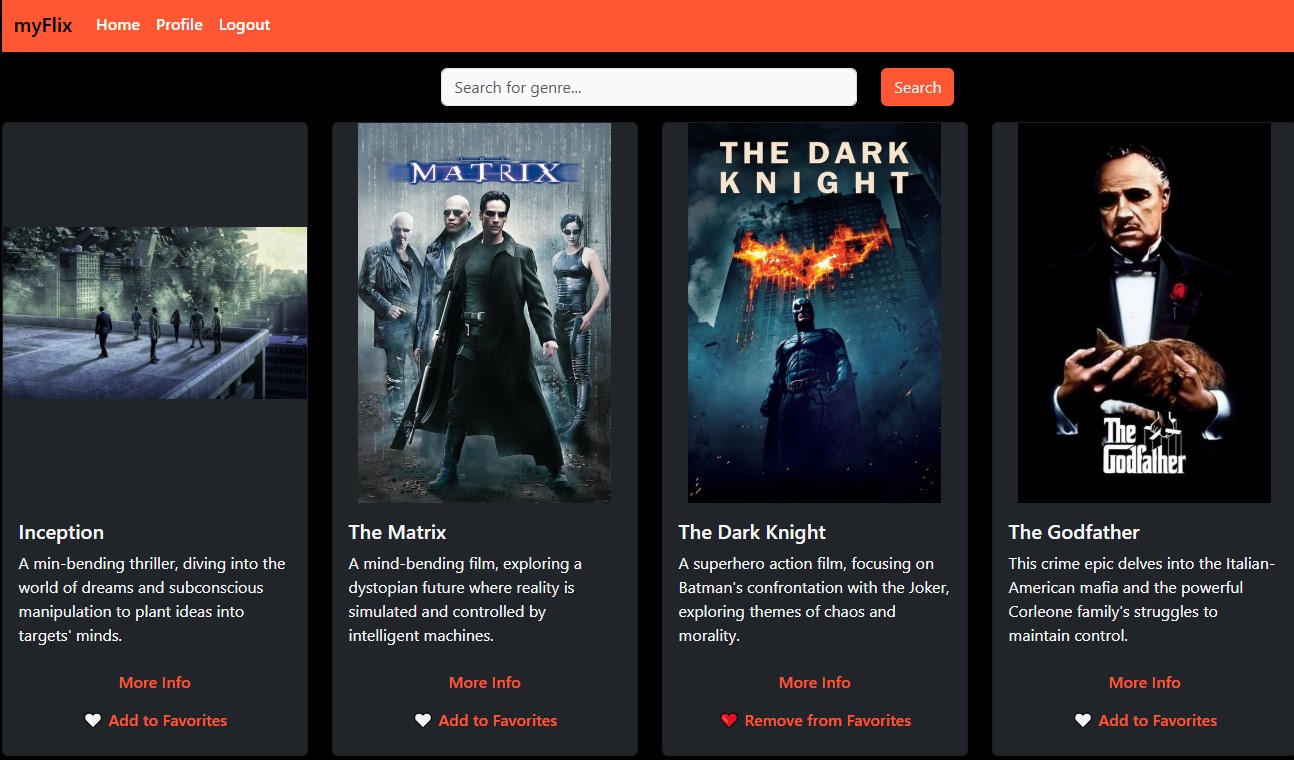 myFlix Home Profile Logout
Search for genre... Search
MATRIX
THE DARK
KNIGHT
The
Godfather
Inception
A min-bending thriller, diving into the
world of dreams and subconscious
manipulation to plant ideas into
targets' minds.
More Info
🤍 Add to Favorites
The Matrix
A mind-bending film, exploring a
dystopian future where reality is
simulated and controlled by
intelligent machines.
More Info
🤍 Add to Favorites
The Dark Knight
A superhero action film, focusing on
Batman's confrontation with the Joker,
exploring themes of chaos and
morality.
More Info
❤️ Remove from Favorites
The Godfather
This crime epic delves into the Italian-
American mafia and the powerful
Corleone family's struggles to
maintain control.
More Info
🤍 Add to Favorites